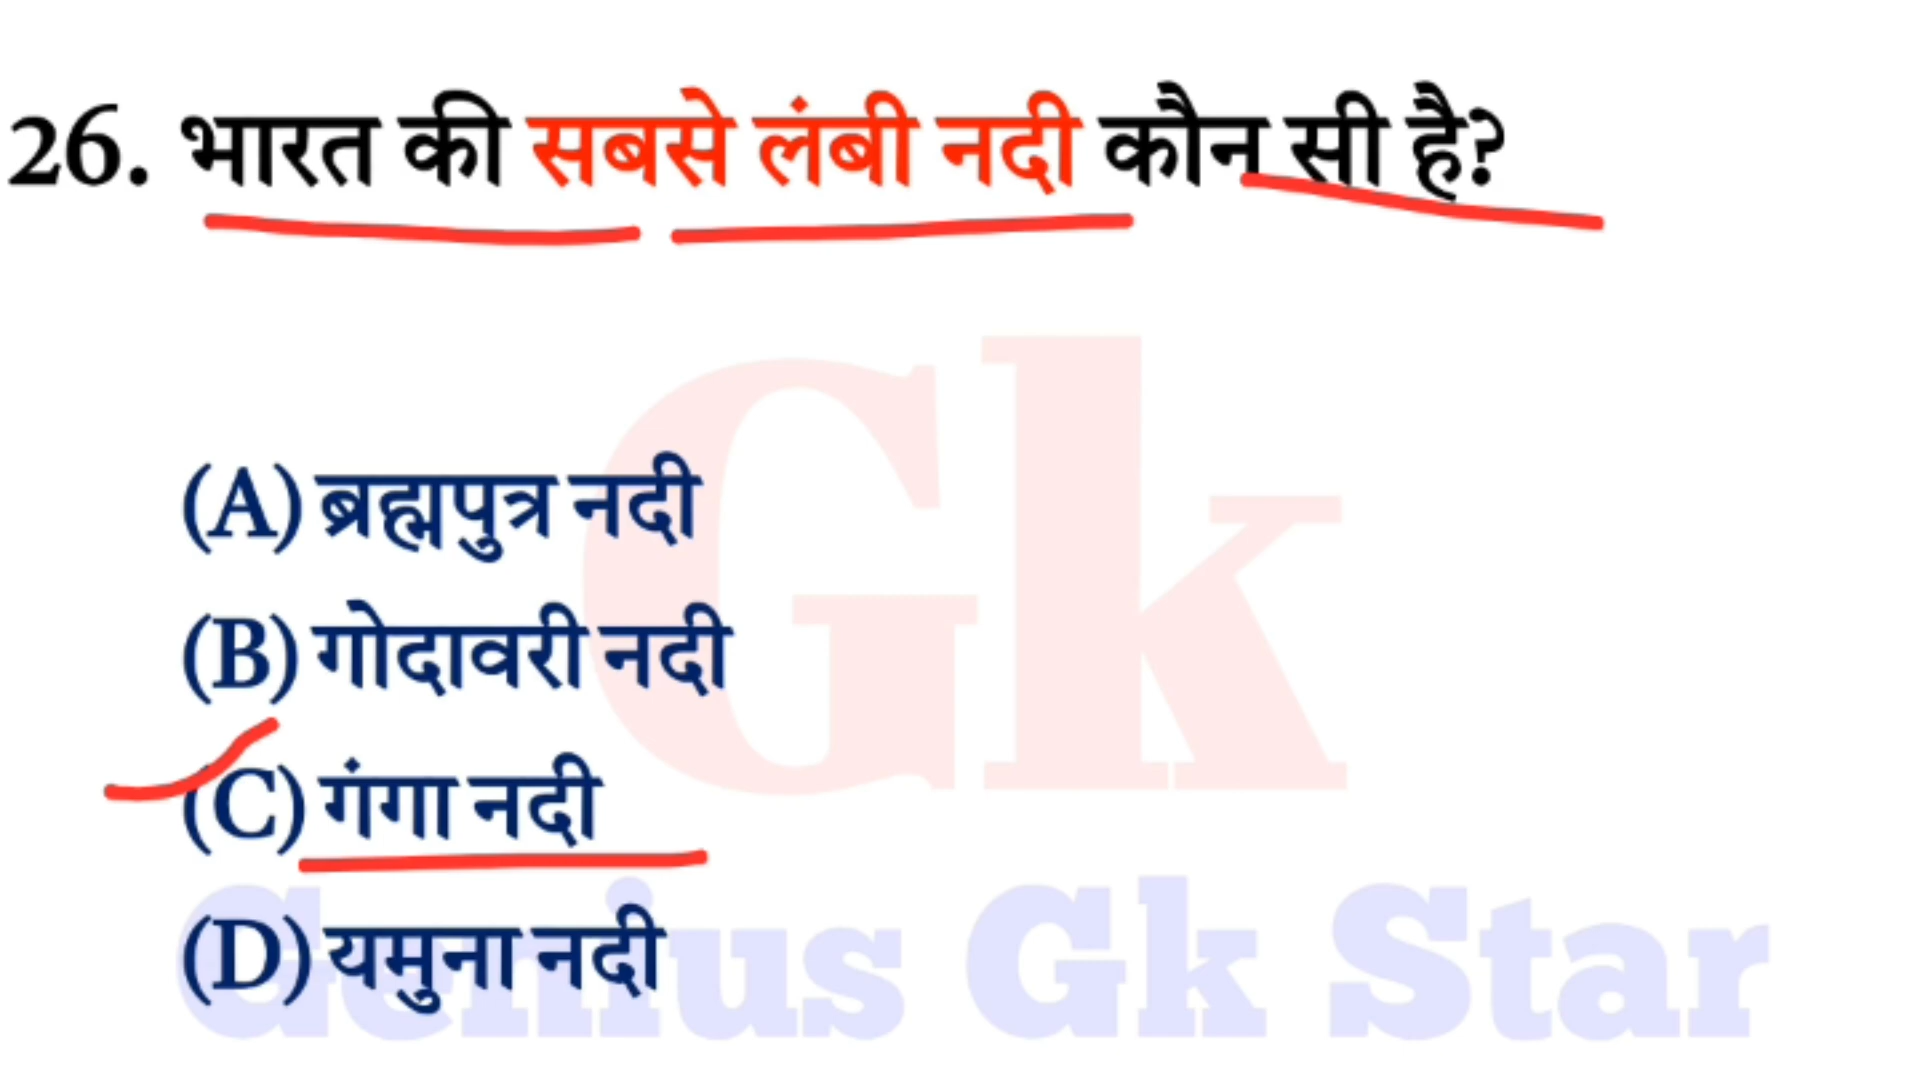 26. भारत की सबसे लंबी नदी कौन सी है?
Gk
(A) ब्रह्मपुत्र नदी
(B) गोदावरी नदी
(C) गंगा नदी
(D) यमुना नदी
Genius Gk Star